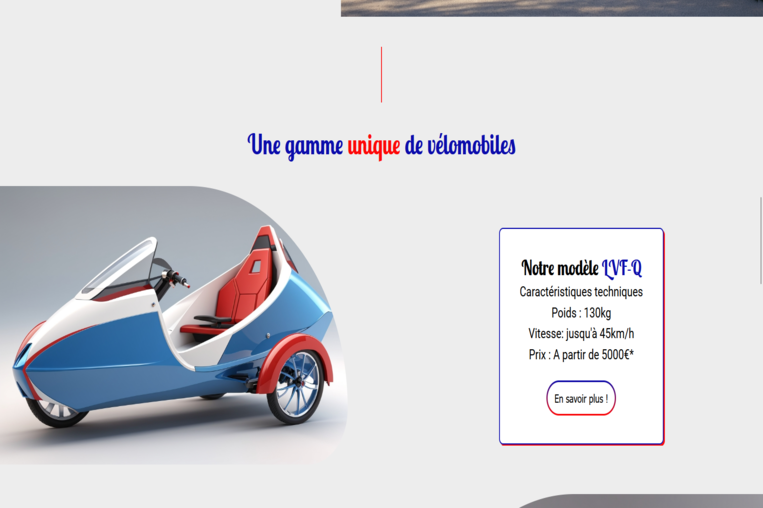 Une gamme unique de vélomobiles
Notre modèle LVF-Q
Caractéristiques techniques
Poids : 130kg
Vitesse: jusqu'à 45km/h
Prix : A partir de 5000€*
En savoir plus !